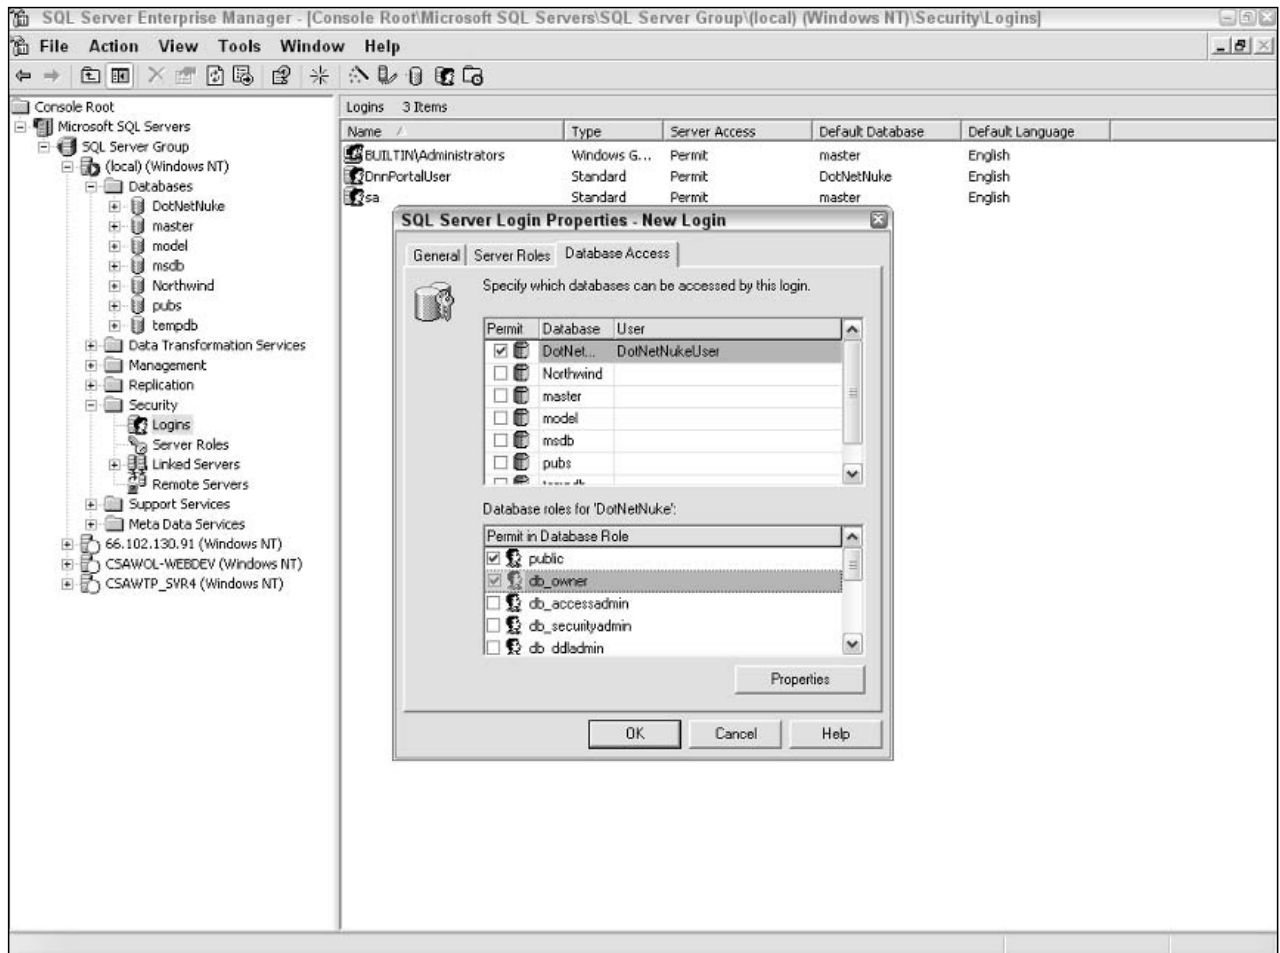 SQL Server Enterprise Manager - [Console Root\Microsoft SQL Servers\SQL Server Group\(local) (Windows NT)\Security\Logins]
File Action View Tools Window Help
Console Root
Microsoft SQL Servers
SQL Server Group
(local) (Windows NT)
Databases
DotNetNuke
master
model
msdb
Northwind
pubs
tempdb
Data Transformation Services
Management
Replication
Security
Logins
Server Roles
Linked Servers
Remote Servers
Support Services
Meta Data Services
66.102.130.91 (Windows NT)
CSAWOL-WEBDEV (Windows NT)
CSAWTP_SVR4 (Windows NT)
Logins 3 Items
Name Type Server Access Default Database Default Language
BUILTIN\Administrators Windows G... Permit master English
DnnPortalUser Standard Permit DotNetNuke English
sa Standard Permit master English
SQL Server Login Properties - New Login
General Server Roles Database Access
Specify which databases can be accessed by this login.
Permit Database User
DotNet... DotNetNukeUser
Northwind
master
model
msdb
pubs
tempdb
Database roles for 'DotNetNuke':
Permit in Database Role
public
db_owner
db_accessadmin
db_securityadmin
db_ddladmin
Properties
OK Cancel Help